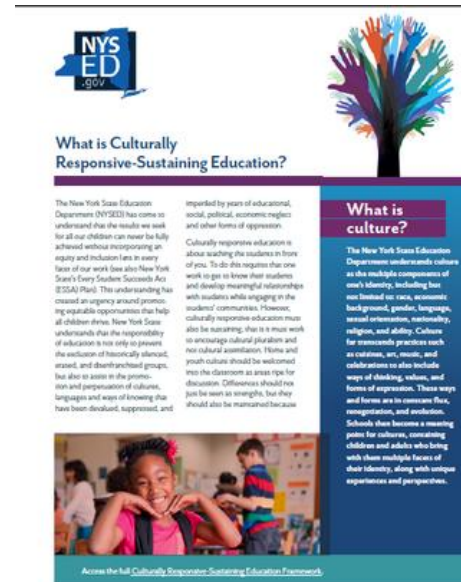 NYS
ED
.gov
What is Culturally
Responsive-Sustaining Education?
The New York State Education
Department (NYSED) has come to
understand that the results we seek
for all our children can never be fully
achieved without incorporating an
equity and inclusion lens in every
facet of our work (see also New York
State's Every Student Succeeds Act
(ESSA) Plan). This understanding has
created an urgency around promot-
ing equitable opportunities that help
all children thrive. New York State
understands that the responsibility
of education is not only to prevent
the exclusion of historically silenced,
erased, and disenfranchised groups,
but also to assist in the promo-
tion and perpetuation of cultures,
languages and ways of knowing that
have been devalued, suppressed, and
imperiled by years of educational,
social, political, economic neglect
and other forms of oppression.
Culturally responsive education is
about teaching the students in front
of you. To do this requires that one
work to get to know their students
and develop meaningful relationships
with students while engaging in the
students' communities. However,
culturally responsive education must
also be sustaining, that is it must work
to encourage cultural pluralism and
not cultural assimilation. Home and
youth culture should be welcomed
into the classroom as areas ripe for
discussion. Differences should not
just be seen as strengths, but they
should also be maintained because
What is
culture?
The New York State Education
Department understands culture
as the multiple components of
one's identity, including but
not limited to: race, economic
background, gender, language,
sexual orientation, nationality,
religion, and ability. Culture
far transcends practices such
as cuisines, art, music, and
celebrations to also include
ways of thinking, values, and
forms of expression. These ways
and forms are in constant flux,
renegotiation, and evolution.
Schools then become a meeting
point for cultures, containing
children and adults who bring
with them multiple facets of
their identity, along with unique
experiences and perspectives.
Access the full Culturally Responsive-Sustaining Education Framework.